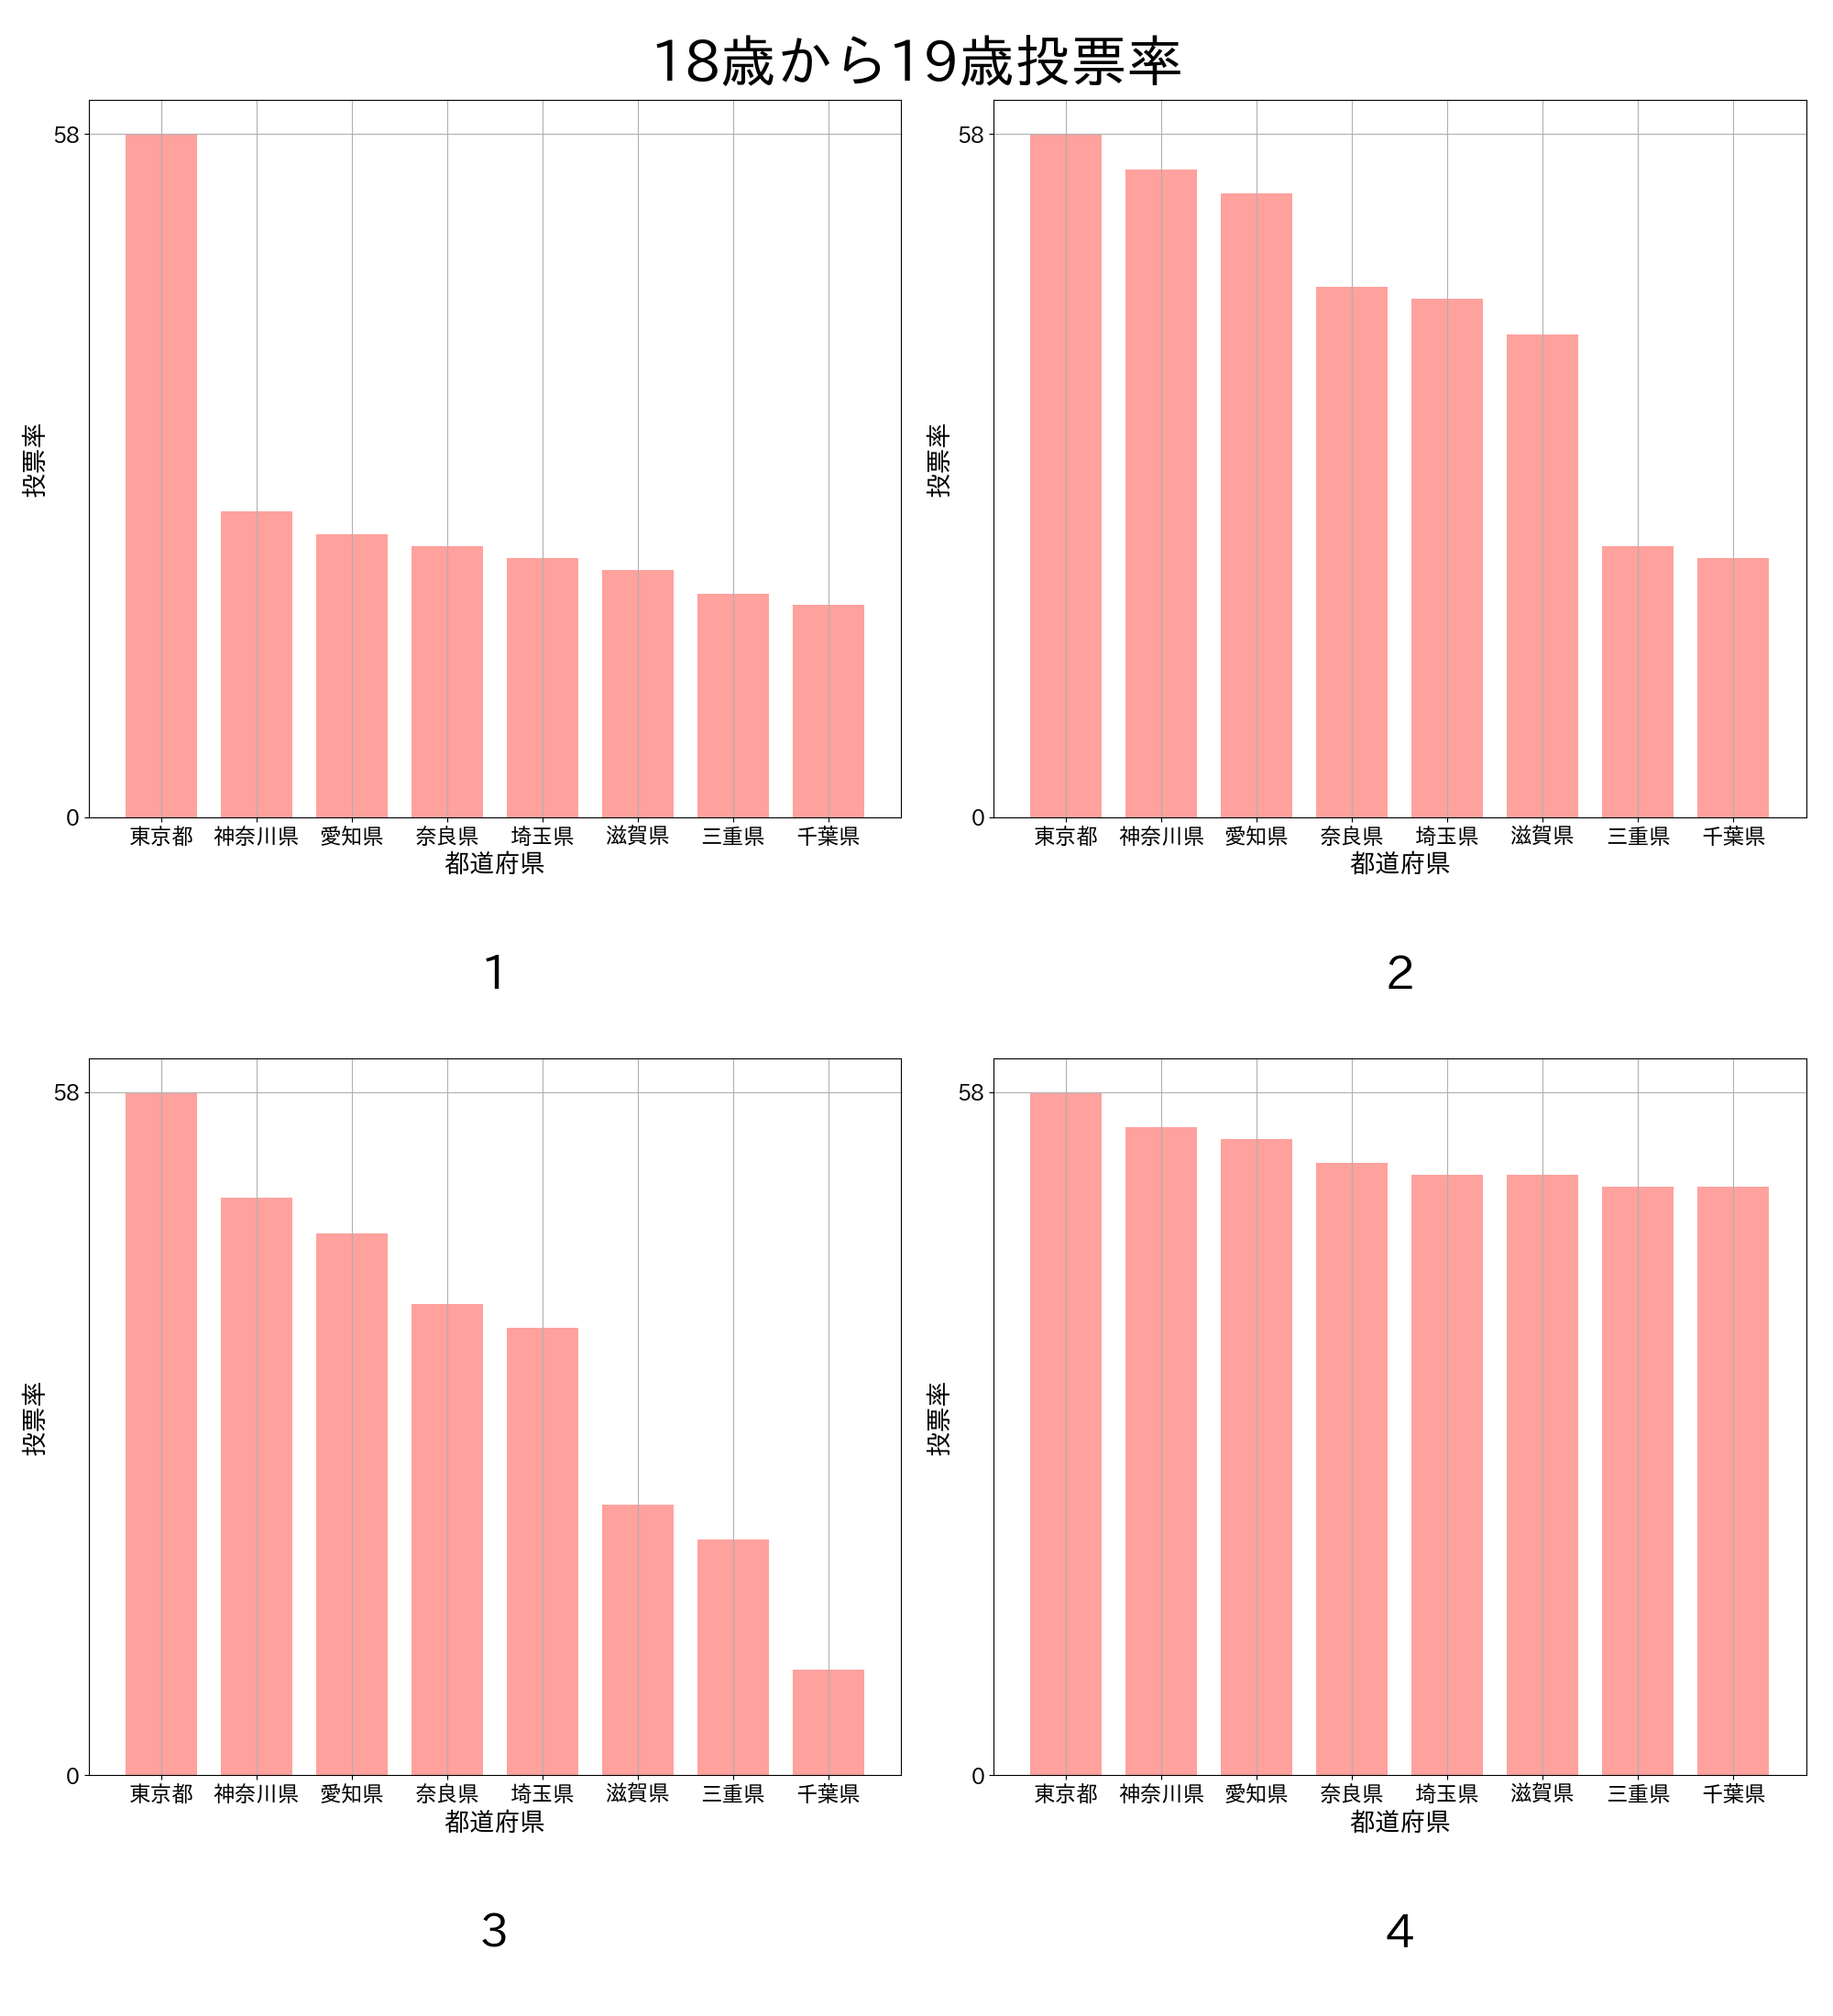 18歳から19歳投票率
58
0
投票率
東京都 神奈川県 愛知県 奈良県 埼玉県 滋賀県 三重県 千葉県
都道府県
1
58
0
投票率
東京都 神奈川県 愛知県 奈良県 埼玉県 滋賀県 三重県 千葉県
都道府県
2
58
0
投票率
東京都 神奈川県 愛知県 奈良県 埼玉県 滋賀県 三重県 千葉県
都道府県
3
58
0
投票率
東京都 神奈川県 愛知県 奈良県 埼玉県 滋賀県 三重県 千葉県
都道府県
4